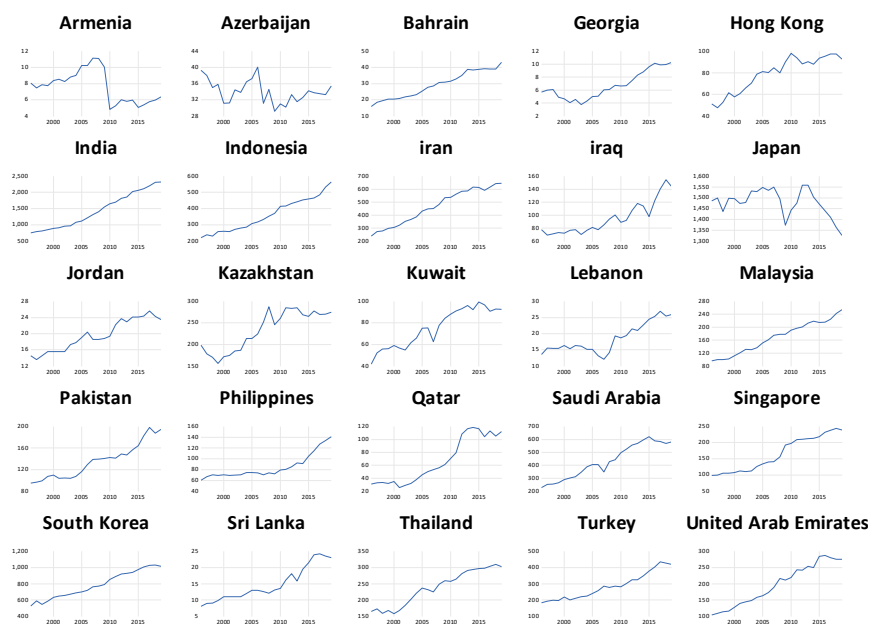 Armenia Azerbaijan Bahrain Georgia Hong Kong
12 44 50 12 100
10 40 40 10 80
8 36 30 8 60
6 32 20 6 40
4 28 10 4
2
2000 2005 2010 2015 2000 2005 2010 2015 2000 2005 2010 2015 2000 2005 2010 2015 2000 2005 2010 2015
India Indonesia iran iraq Japan
2,500 600 700 160 1,600
2,000 500 600 140 1,550
1,500 400 500 120 1,500
1,000 300 400 100 1,450
500 200 300 80 1,400
200 60 1,350
1,300
2000 2005 2010 2015 2000 2005 2010 2015 2000 2005 2010 2015 2000 2005 2010 2015 2000 2005 2010 2015
Jordan Kazakhstan Kuwait Lebanon Malaysia
28 300 100 30 280
24 250 80 25 240
20 200 60 20 200
16 150 40 15 160
12 10 120
80
2000 2005 2010 2015 2000 2005 2010 2015 2000 2005 2010 2015 2000 2005 2010 2015 2000 2005 2010 2015
Pakistan Philippines Qatar Saudi Arabia Singapore
200 160 120 700 250
160 140 100 600 200
120 120 80 500 150
80 100 60 400 100
80 40 300 50
60 20 200
40
2000 2005 2010 2015 2000 2005 2010 2015 2000 2005 2010 2015 2000 2005 2010 2015 2000 2005 2010 2015
South Korea Sri Lanka Thailand Turkey United Arab Emirates
1,200 25 350 500 300
1,000 20 300 400 250
800 15 250 300 200
600 10 200 200 150
400 5 150 100 100
2000 2005 2010 2015 2000 2005 2010 2015 2000 2005 2010 2015 2000 2005 2010 2015 2000 2005 2010 2015